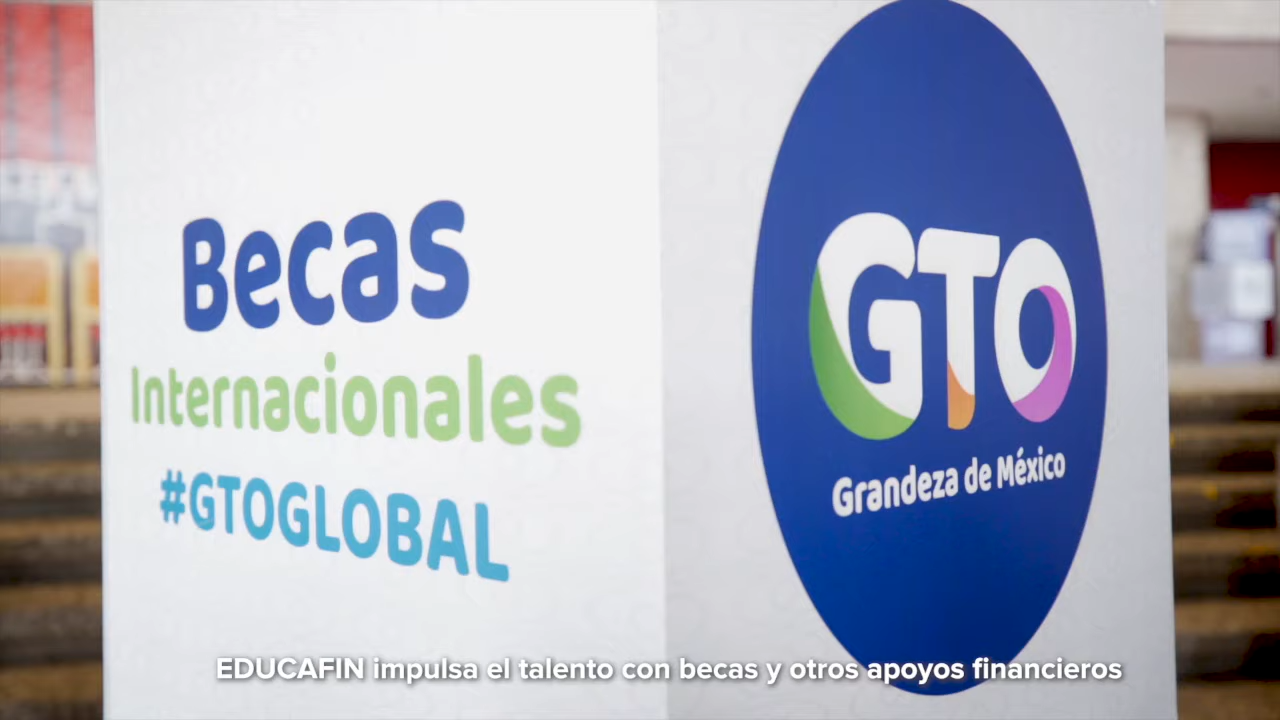 Becas
Internacionales
#GTOGLOBAL
GTO
Grandeza de México
EDUCAFIN impulsa el talento con becas y otros apoyos financieros